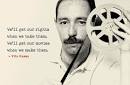 We'll get our rights
when we take them.
We'll get our movies
when we make them.
- Vito Russo